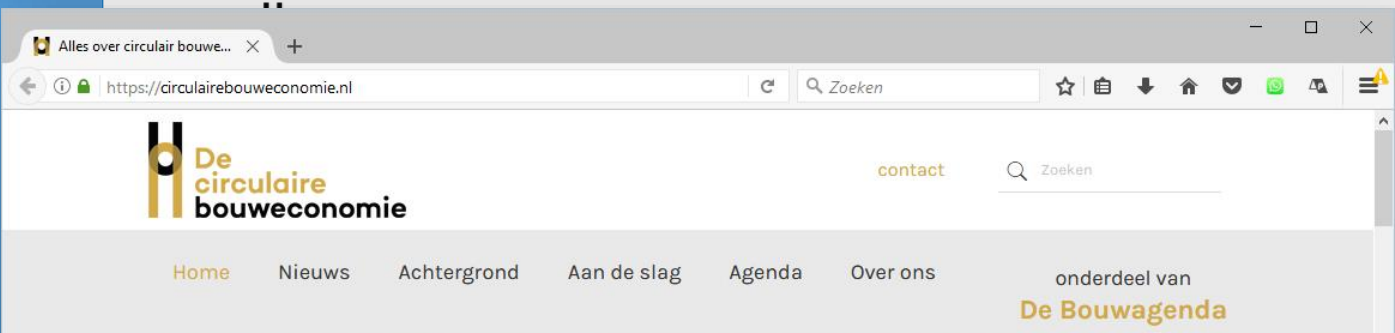 Alles over circulair bouwe...
https://circulairebouweconomie.nl
Zoeken
De
circulaire
bouweconomie
contact
Zoeken
Home Nieuws Achtergrond Aan de slag Agenda Over ons
onderdeel van
De Bouwagenda